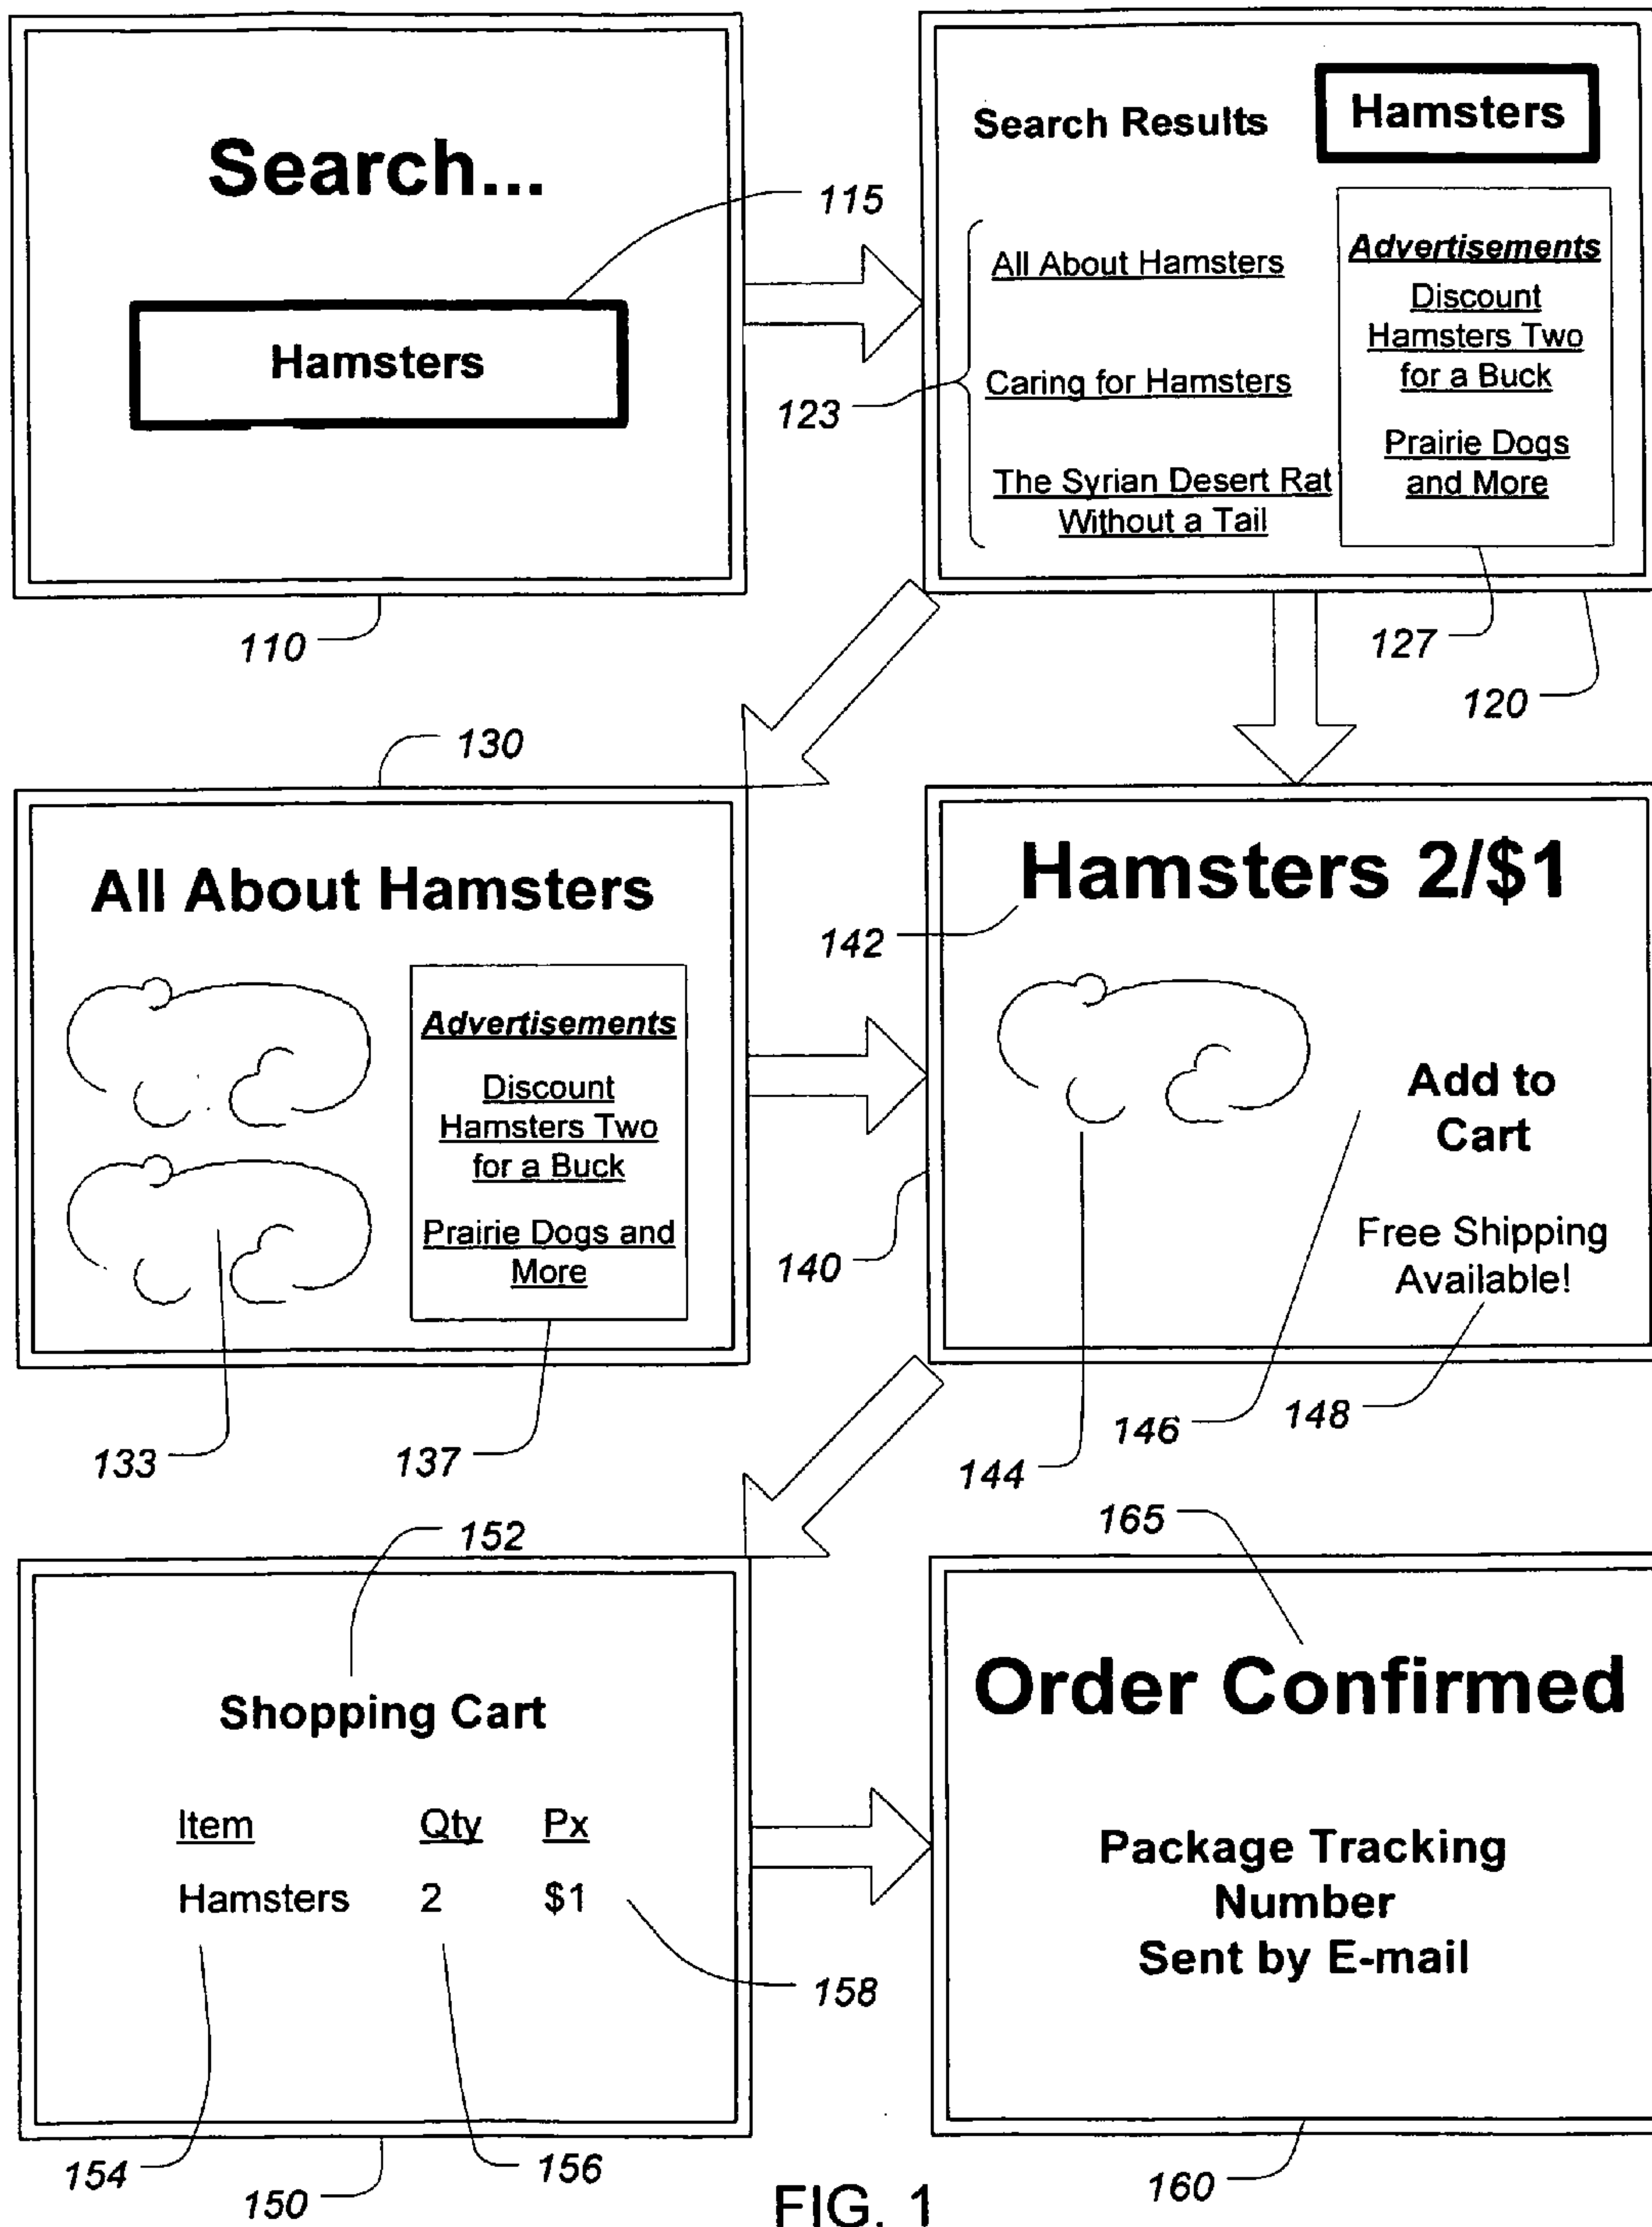 Search...
Hamsters
115
110
Search Results
Hamsters
All About Hamsters
Caring for Hamsters
The Syrian Desert Rat
Without a Tail
123
Advertisements
Discount
Hamsters Two
for a Buck
Prairie Dogs
and More
127
120
130
All About Hamsters
Advertisements
Discount
Hamsters Two
for a Buck
Prairie Dogs and
More
133
137
Hamsters 2/$1
142
Add to
Cart
Free Shipping
Available!
140
144
146
148
152
Shopping Cart
Item Qty Px
Hamsters 2 $1
158
154
156
150
165
Order Confirmed
Package Tracking
Number
Sent by E-mail
160
FIG. 1